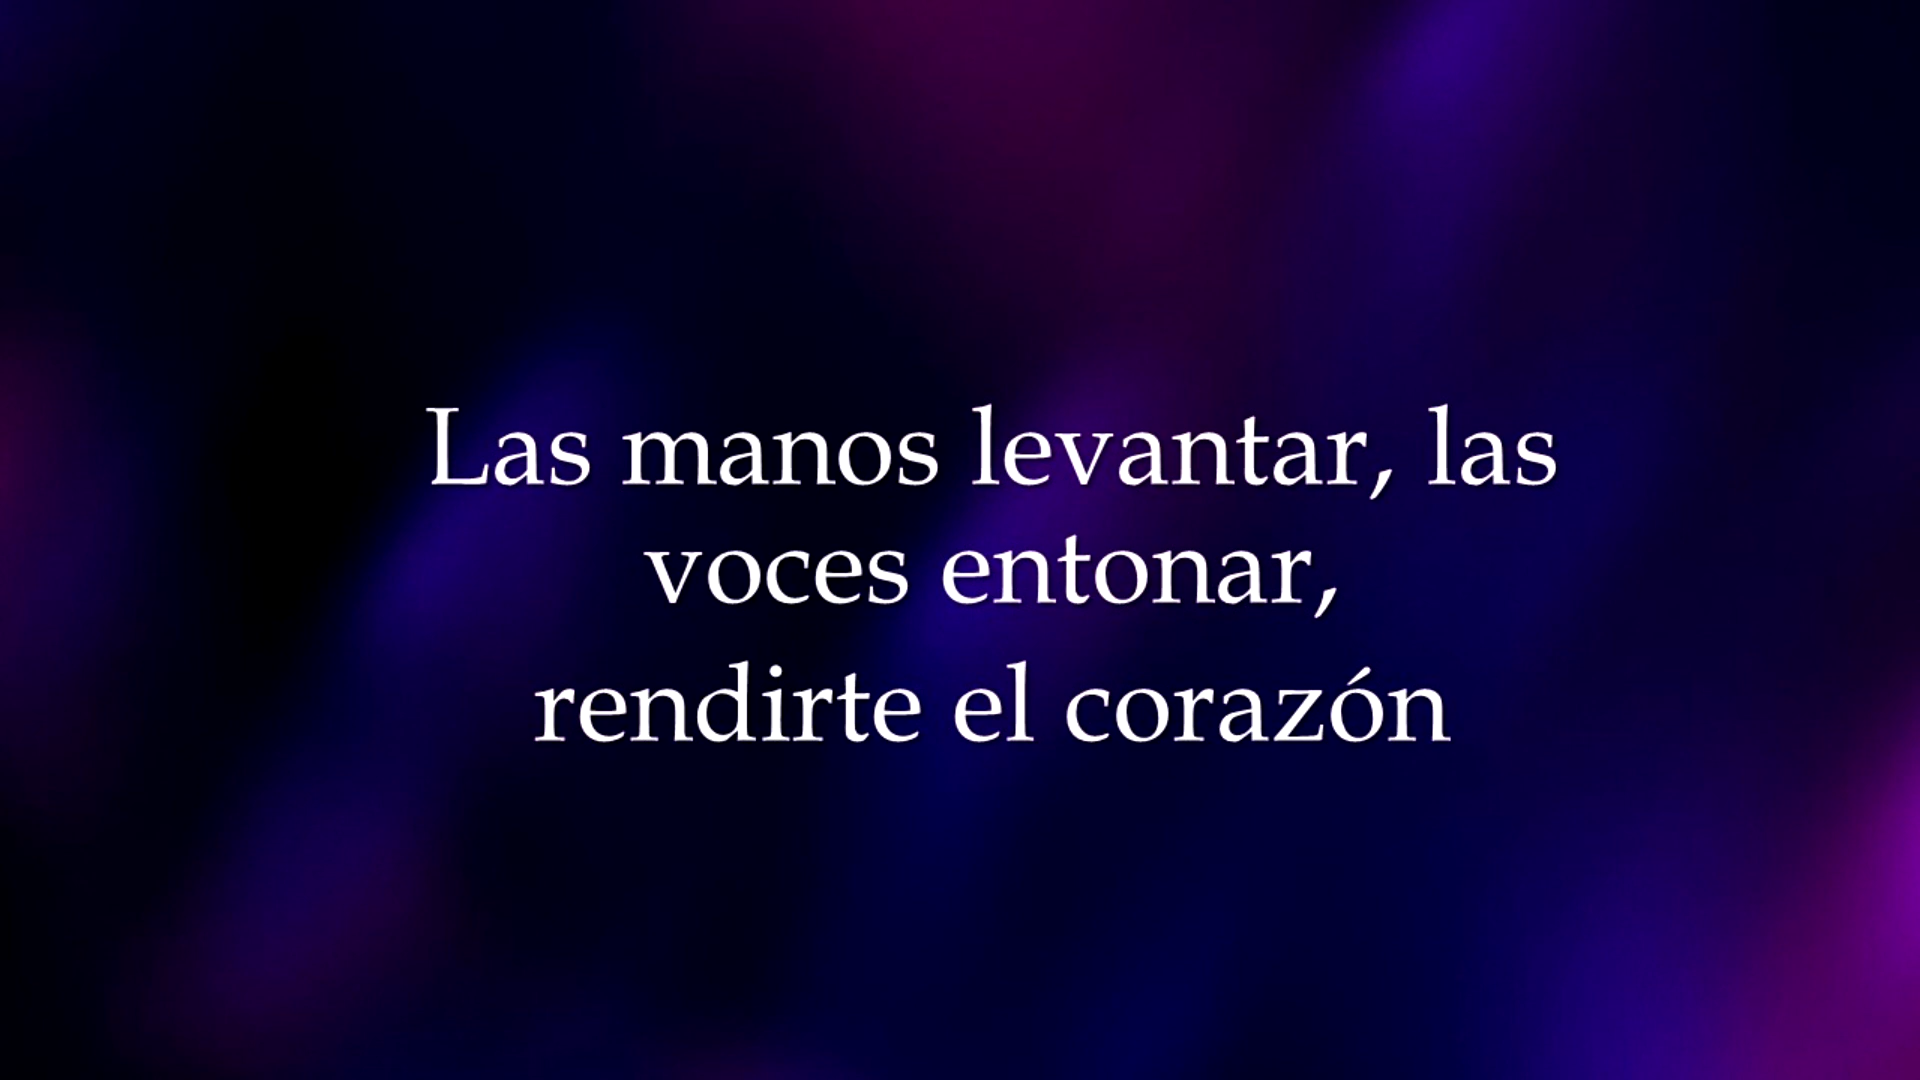 Las manos levantar, las
voces entonar,
rendirte el corazón